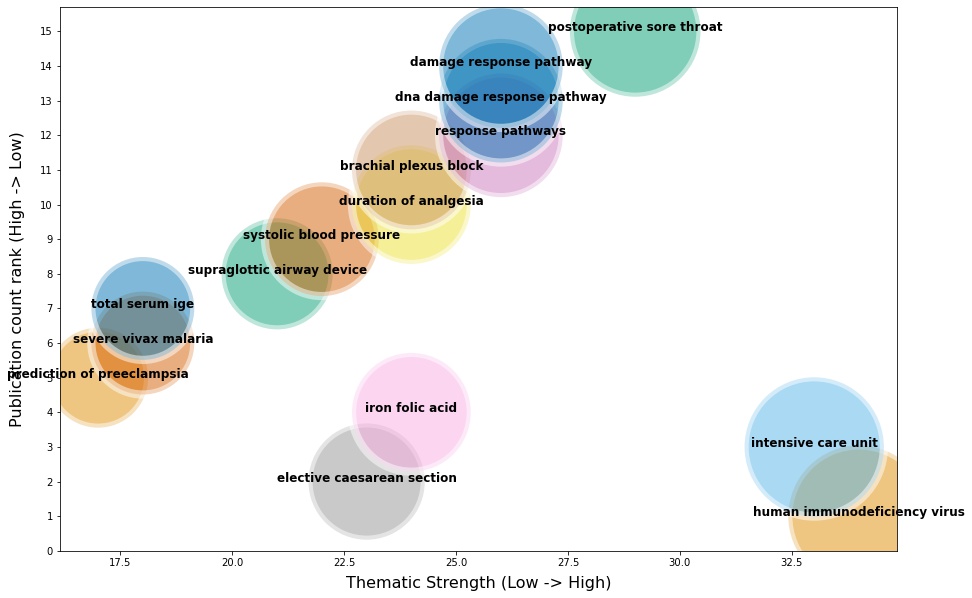 15
postoperative sore throat
14
damage response pathway
13
dna damage response pathway
12
response pathways
11
brachial plexus block
10
duration of analgesia
9
systolic blood pressure
8
supraglottic airway device
7
total serum ige
6
severe vivax malaria
5
prediction of preeclampsia
4
iron folic acid
3
intensive care unit
2
elective caesarean section
1
human immunodeficiency virus
0
Publication count rank (High -> Low)
17.5 20.0 22.5 25.0 27.5 30.0 32.5
Thematic Strength (Low -> High)